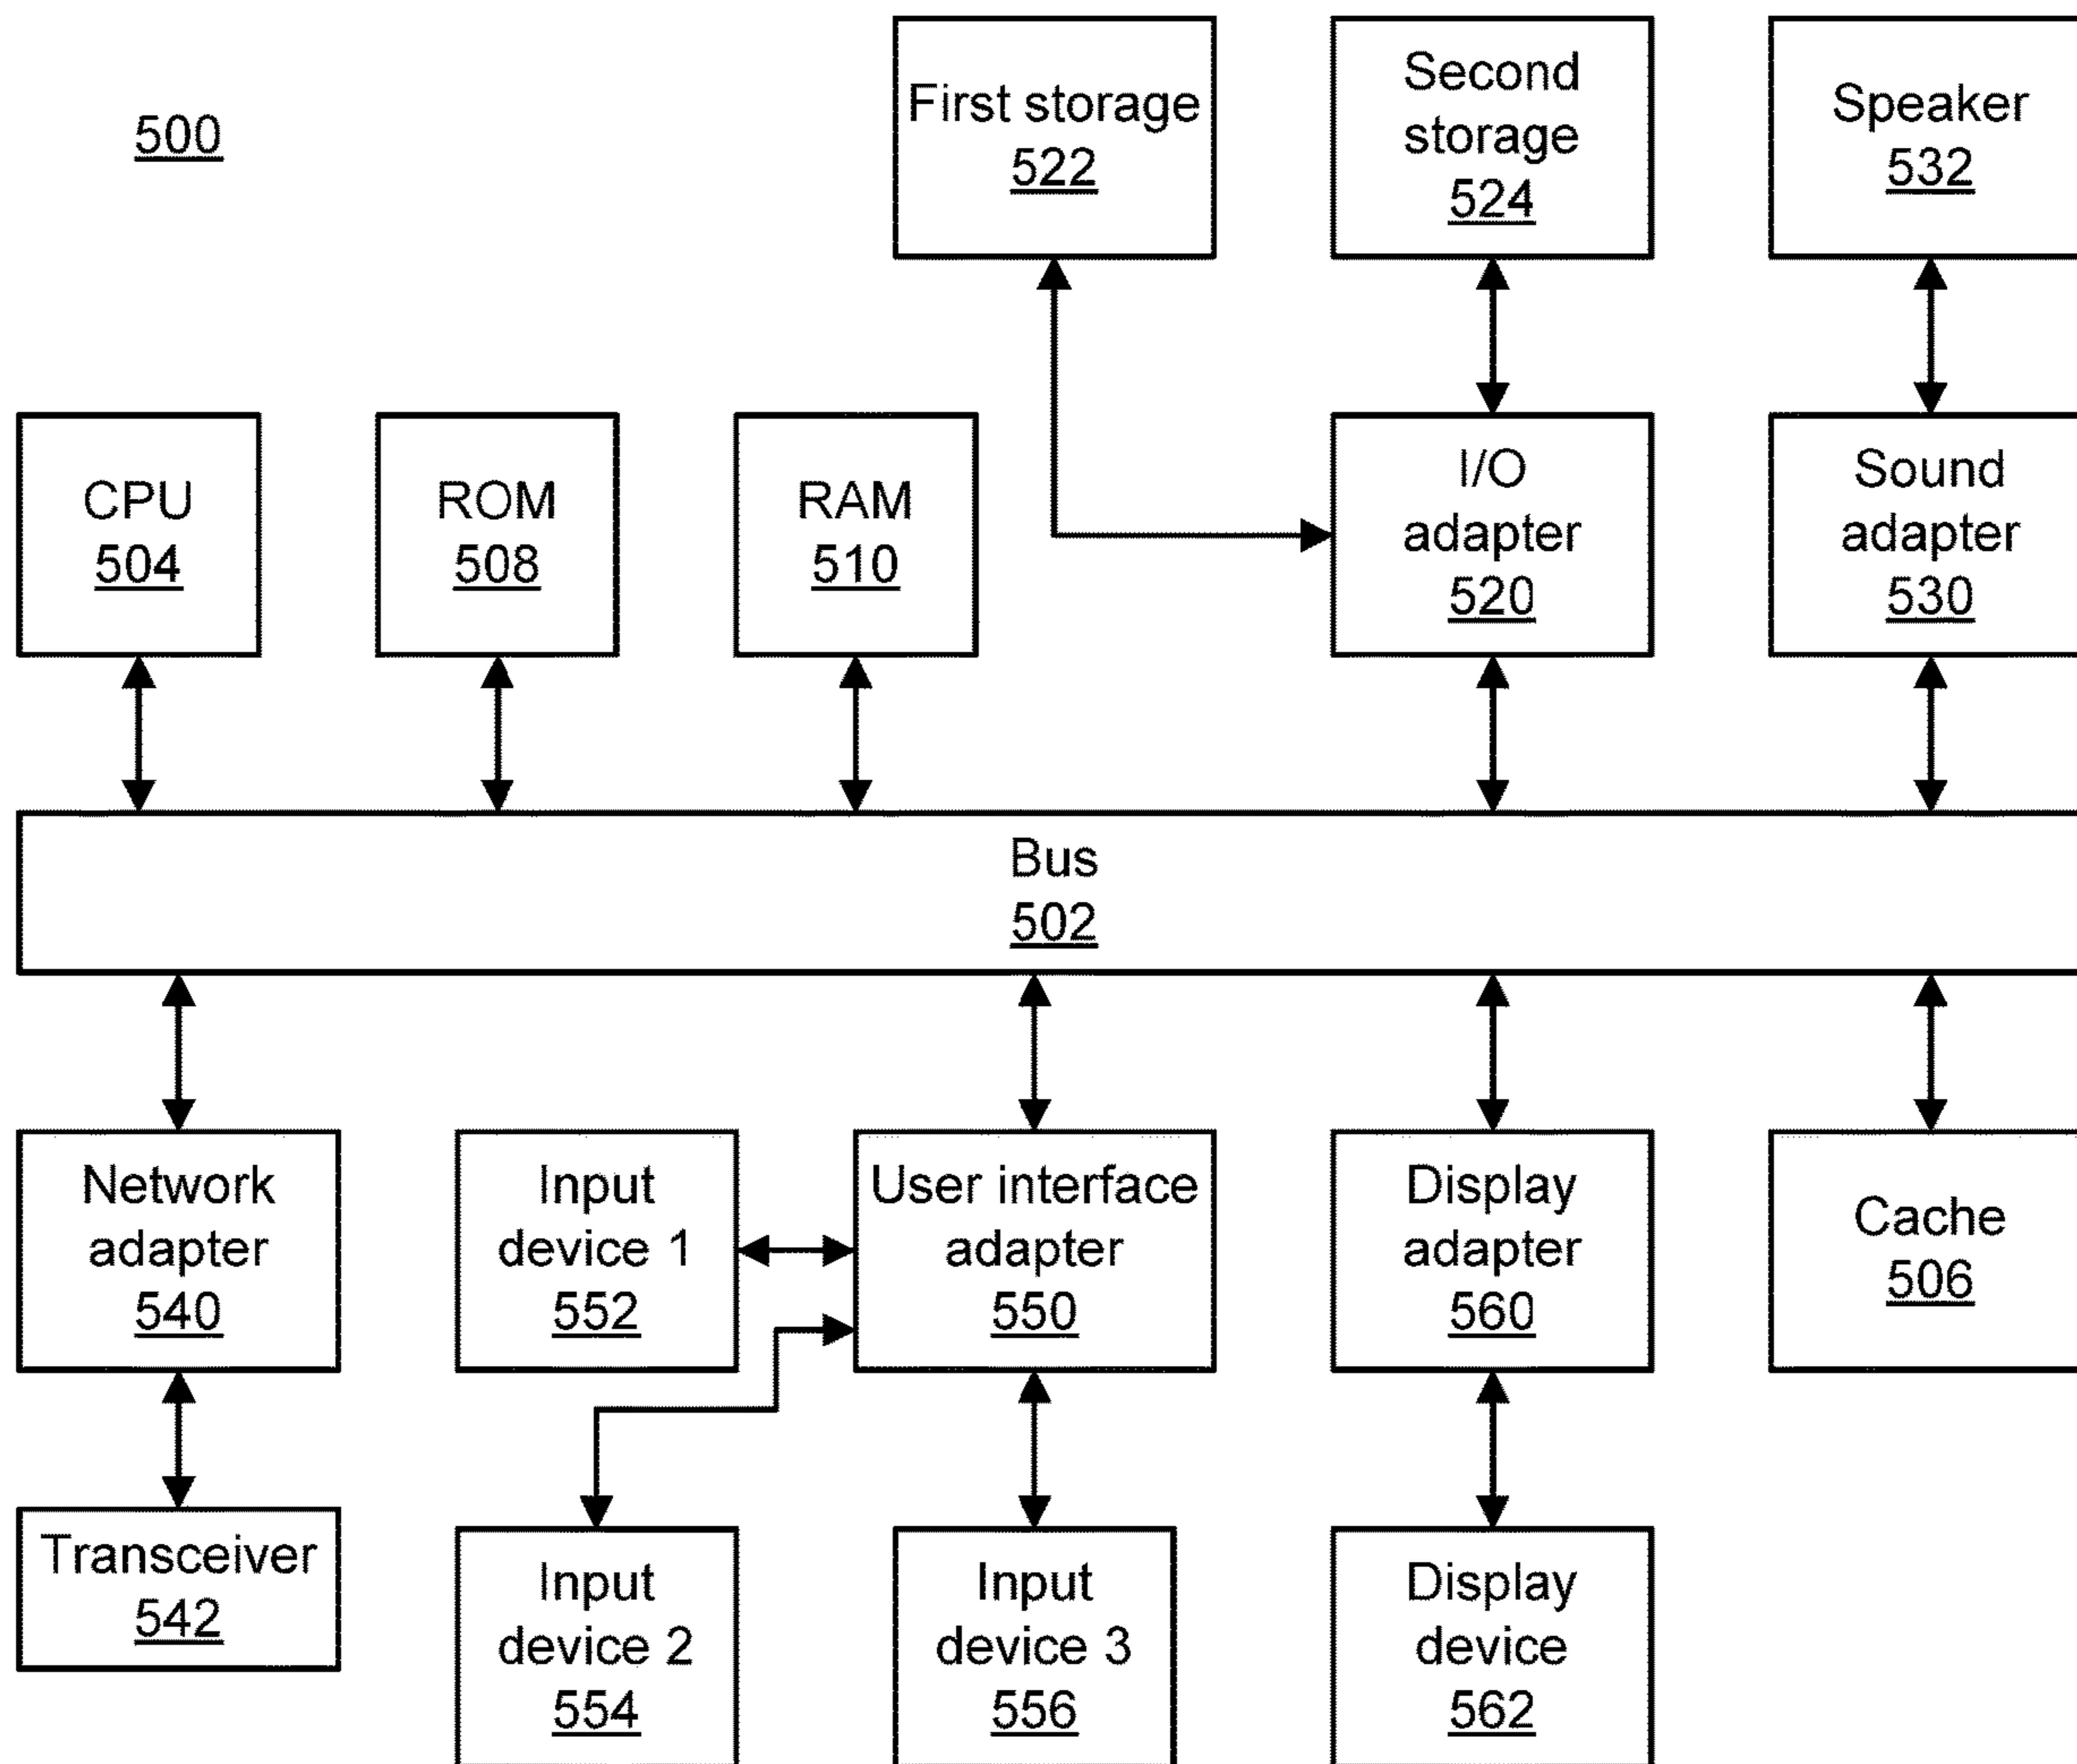 500
First storage
522
Second
storage
524
Speaker
532
CPU
504
ROM
508
RAM
510
I/O
adapter
520
Sound
adapter
530
Bus
502
Network
adapter
540
Input
device 1
552
User interface
adapter
550
Display
adapter
560
Cache
506
Transceiver
542
Input
device 2
554
Input
device 3
556
Display
device
562